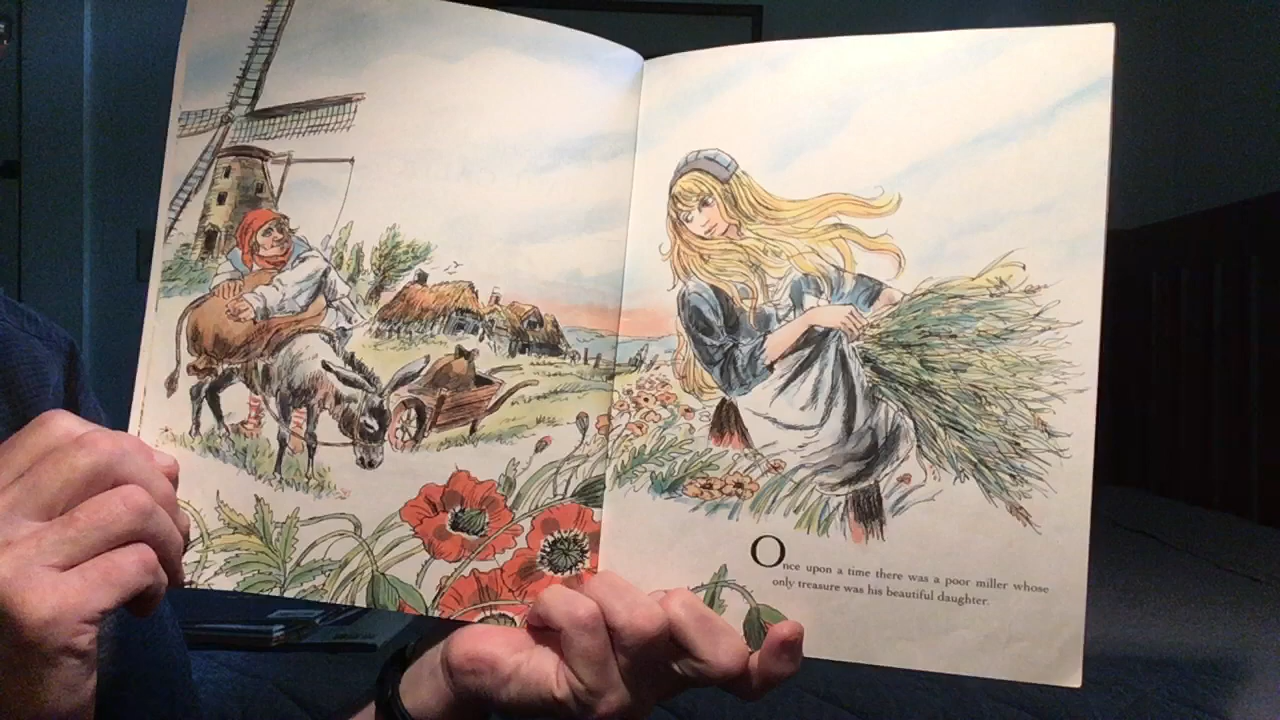 Once upon a time there was a poor miller whose
only treasure was his beautiful daughter.